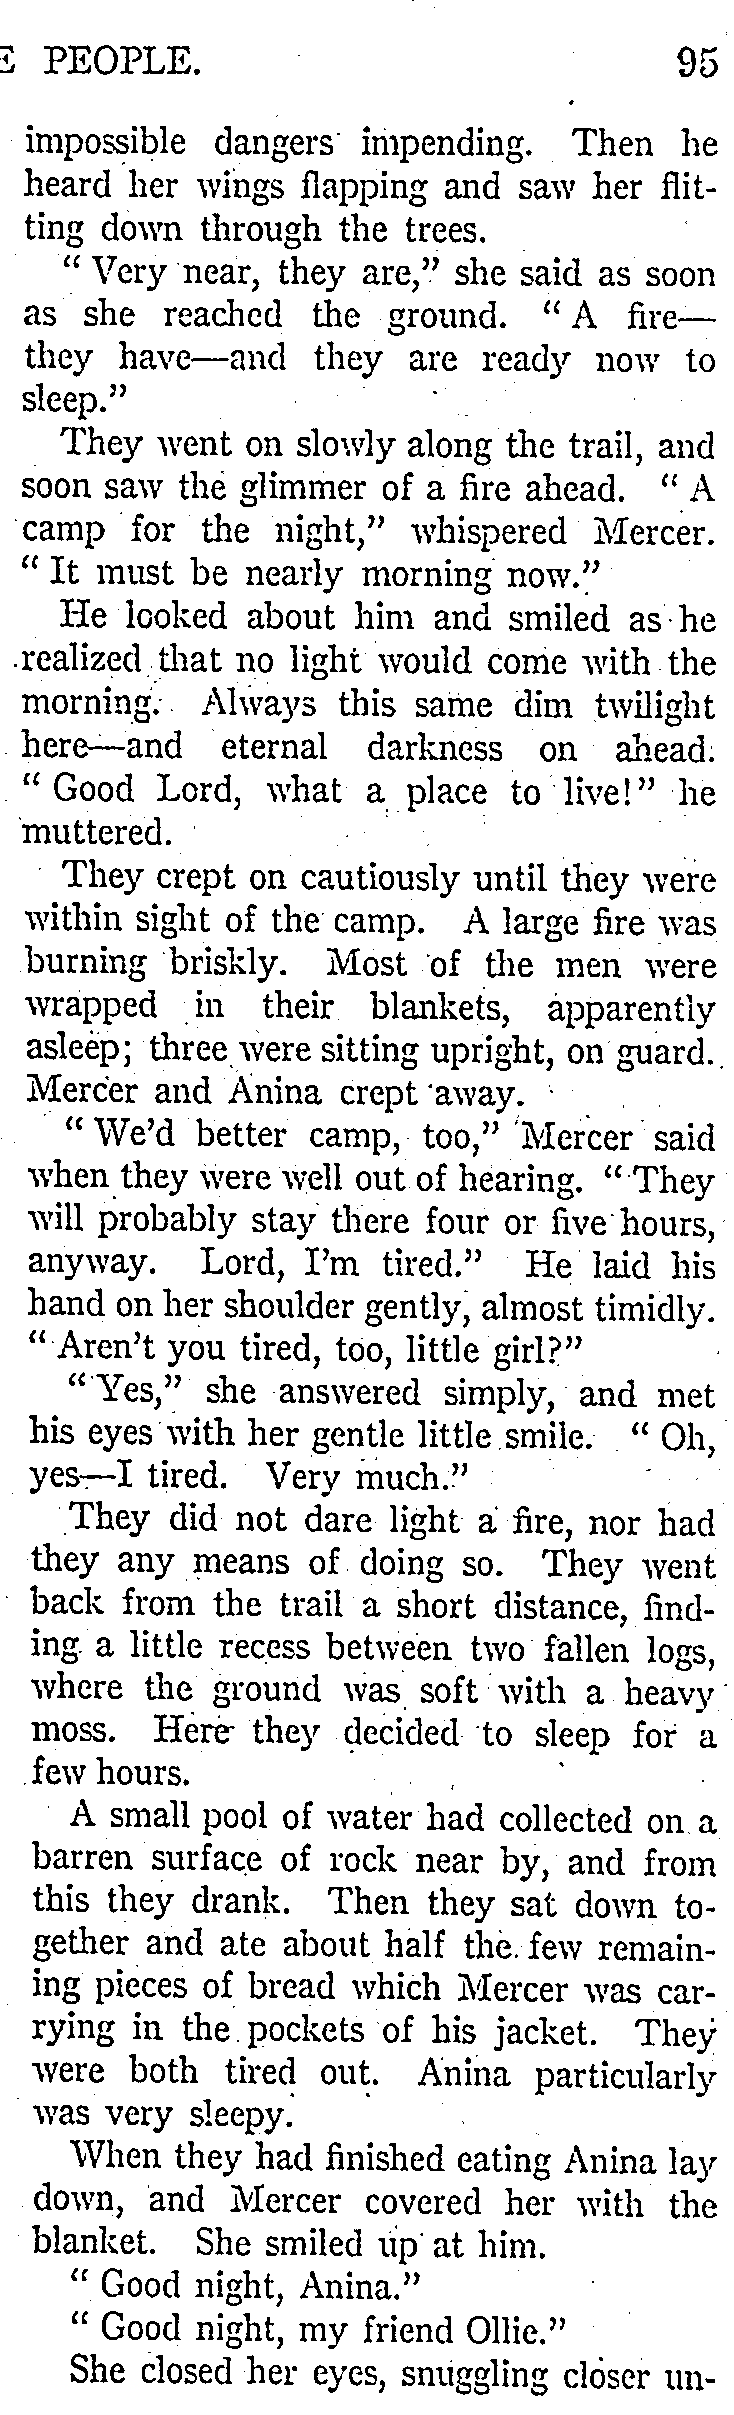 E PEOPLE. 95
impossible dangers impending. Then he
heard her wings flapping and saw her flit-
ting down through the trees.
“ Very near, they are,” she said as soon
as she reached the ground. “ A fire—
they have—and they are ready now to
sleep.”
They went on slowly along the trail, and
soon saw the glimmer of a fire ahead. “ A
camp for the night,” whispered Mercer.
“ It must be nearly morning now.”
He looked about him and smiled as he
realized that no light would come with the
morning. Always this same dim twilight
here—and eternal darkness on ahead.
“ Good Lord, what a place to live!” he
muttered.
They crept on cautiously until they were
within sight of the camp. A large fire was
burning briskly. Most of the men were
wrapped in their blankets, apparently
asleep; three were sitting upright, on guard.
Mercer and Anina crept away.
“ We’d better camp, too,” Mercer said
when they were well out of hearing. “ They
will probably stay there four or five hours,
anyway. Lord, I’m tired.” He laid his
hand on her shoulder gently, almost timidly.
“ Aren’t you tired, too, little girl?”
“ Yes,” she answered simply, and met
his eyes with her gentle little smile. “ Oh,
yes—I tired. Very much.”
They did not dare light a fire, nor had
they any means of doing so. They went
back from the trail a short distance, find-
ing a little recess between two fallen logs,
where the ground was soft with a heavy
moss. Here they decided to sleep for a
few hours.
A small pool of water had collected on a
barren surface of rock near by, and from
this they drank. Then they sat down to-
gether and ate about half the few remain-
ing pieces of bread which Mercer was car-
rying in the pockets of his jacket. They
were both tired out. Anina particularly
was very sleepy.
When they had finished eating Anina lay
down, and Mercer covered her with the
blanket. She smiled up at him.
“ Good night, Anina.”
“ Good night, my friend Ollie.”
She closed her eyes, snuggling closer un-